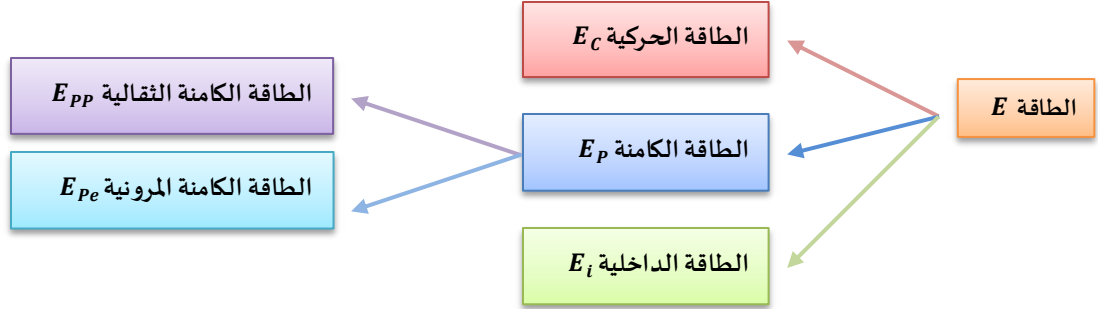 الطاقة E
الطاقة الحركية E_C
الطاقة الكامنة E_P
الطاقة الداخلية E_i
الطاقة الكامنة الثقالية E_PP
الطاقة الكامنة المرونية E_Pe